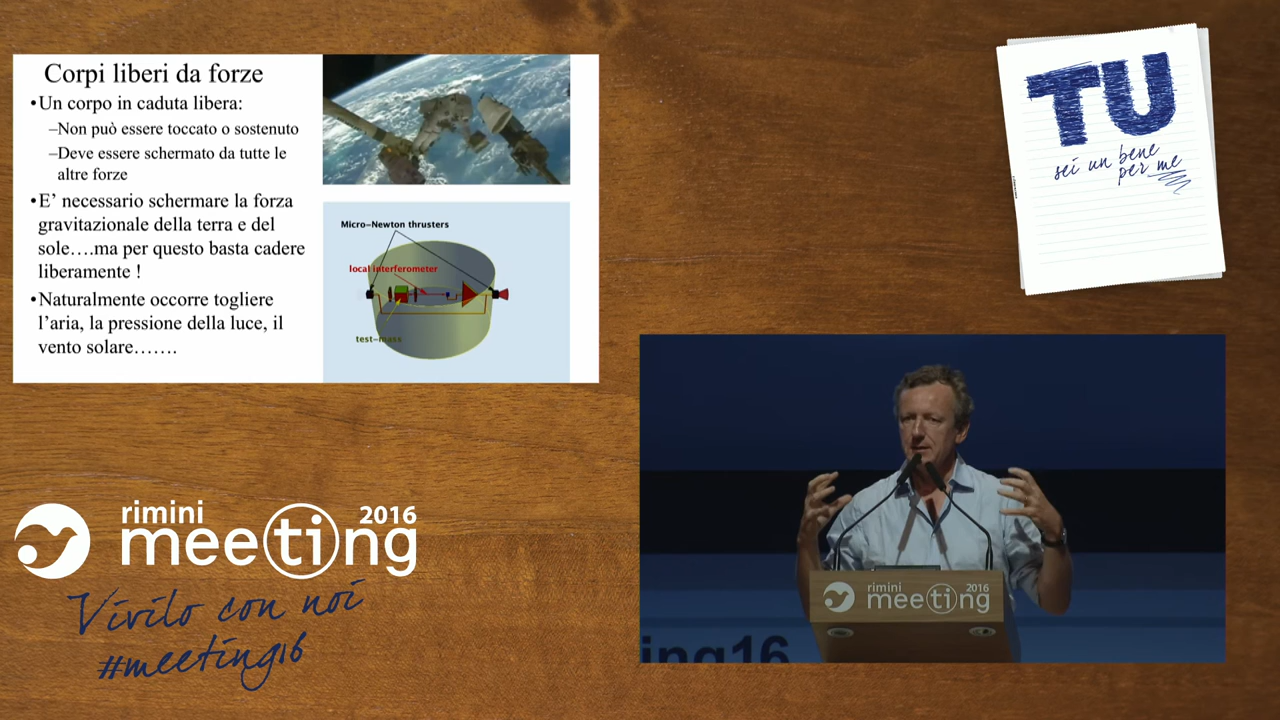 Corpi liberi da forze
•Un corpo in caduta libera:
–Non può essere toccato o sostenuto
–Deve essere schermato da tutte le
altre forze
•E’ necessario schermare la forza
gravitazionale della terra e del
sole….ma per questo basta cadere
liberamente !
•Naturalmente occorre togliere
l’aria, la pressione della luce, il
vento solare…….
Micro-Newton thrusters
local interferometer
test-mass
TU
sei un bene
per me
rimini
meeting
2016
Vivilo con noi
#meeting16
rimini
meeting
2016
ing16